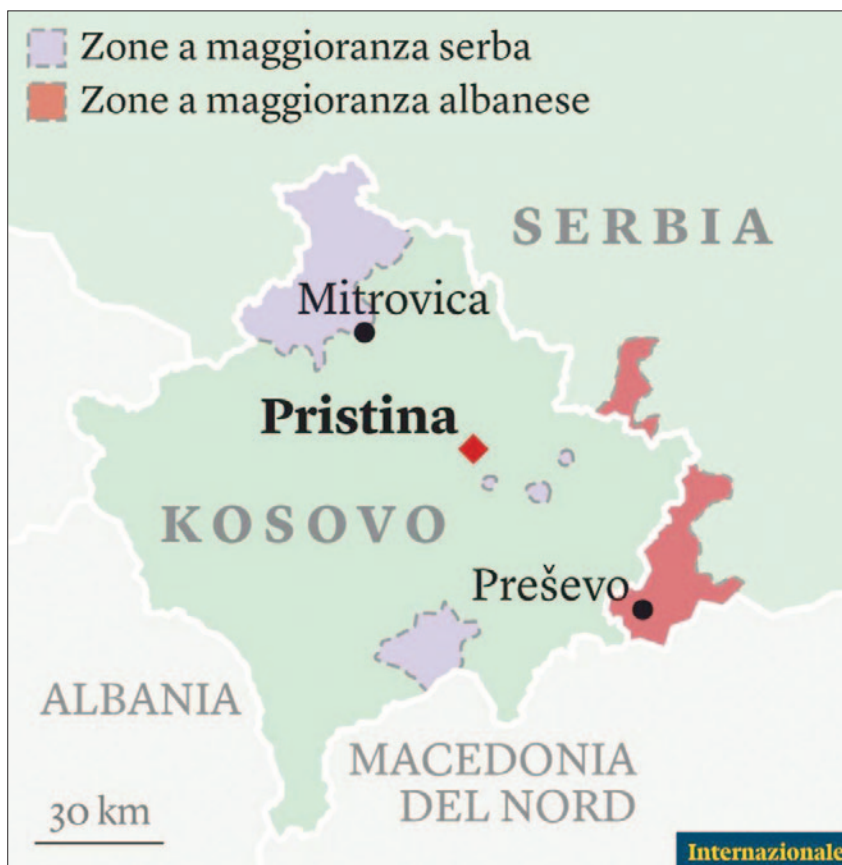 Zone a maggioranza serba
Zone a maggioranza albanese
SERBIA
Mitrovica
Pristina
KOSOVO
Preševo
ALBANIA
MACEDONIA
DEL NORD
30 km
Internazionale